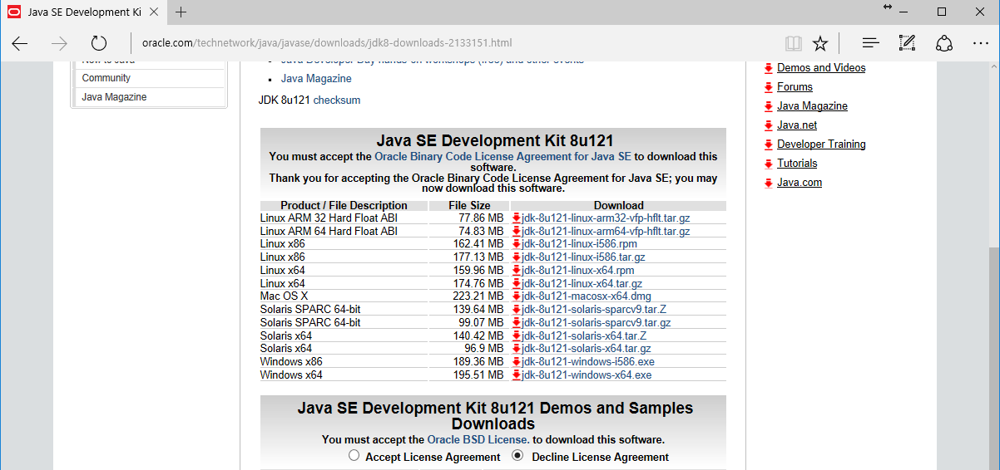 Java SE Development Ki
oracle.com/technetwork/java/javase/downloads/jdk8-downloads-2133151.html
New to Java
Community
Java Magazine
Java Developer Day hands-on workshops (free) and other events
Java Magazine
JDK 8u121 checksum
Java SE Development Kit 8u121
You must accept the Oracle Binary Code License Agreement for Java SE to download this
software.
Thank you for accepting the Oracle Binary Code License Agreement for Java SE; you may
now download this software.
Product / File Description File Size Download
Linux ARM 32 Hard Float ABI 77.86 MB jdk-8u121-linux-arm32-vfp-hflt.tar.gz
Linux ARM 64 Hard Float ABI 74.83 MB jdk-8u121-linux-arm64-vfp-hflt.tar.gz
Linux x86 162.41 MB jdk-8u121-linux-i586.rpm
Linux x86 177.13 MB jdk-8u121-linux-i586.tar.gz
Linux x64 159.96 MB jdk-8u121-linux-x64.rpm
Linux x64 174.76 MB jdk-8u121-linux-x64.tar.gz
Mac OS X 223.21 MB jdk-8u121-macosx-x64.dmg
Solaris SPARC 64-bit 139.64 MB jdk-8u121-solaris-sparcv9.tar.Z
Solaris SPARC 64-bit 99.07 MB jdk-8u121-solaris-sparcv9.tar.gz
Solaris x64 140.42 MB jdk-8u121-solaris-x64.tar.Z
Solaris x64 96.9 MB jdk-8u121-solaris-x64.tar.gz
Windows x86 189.36 MB jdk-8u121-windows-i586.exe
Windows x64 195.51 MB jdk-8u121-windows-x64.exe
Java SE Development Kit 8u121 Demos and Samples
Downloads
You must accept the Oracle BSD License. to download this software.
Accept License Agreement Decline License Agreement
Demos and Videos
Forums
Java Magazine
Java.net
Developer Training
Tutorials
Java.com